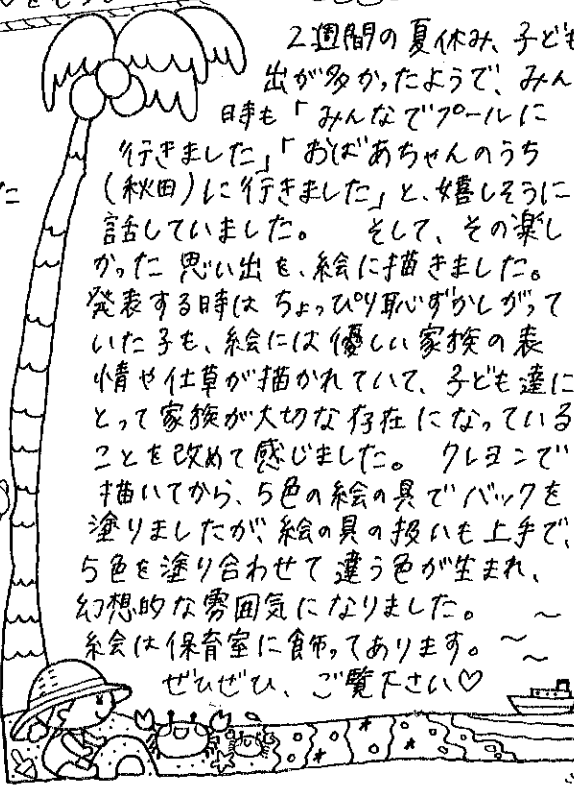 2週間の夏休み、子ども
出が多かったようで、みん
時も「みんなでプールに
行きました」「おばあちゃんのうち
(秋田)に行きました」と、嬉しそうに
話していました。 そして、その楽し
かった思い出を、絵に描きました。
発表する時はちょっぴり恥ずかしがって
いた子も、絵には優しい家族の表
情や仕草が描かれていて、子ども達に
とって家族が大切な存在になっている
ことを改めて感じました。 クレヨンで
描いてから、5色の絵の具でバックを
塗りましたが、絵の具の扱いも上手で、
5色を塗り合わせて違う色が生まれ、
幻想的な雰囲気になりました。
絵は保育室に飾ってあります。
ぜひぜひ、ご覧下さい♡